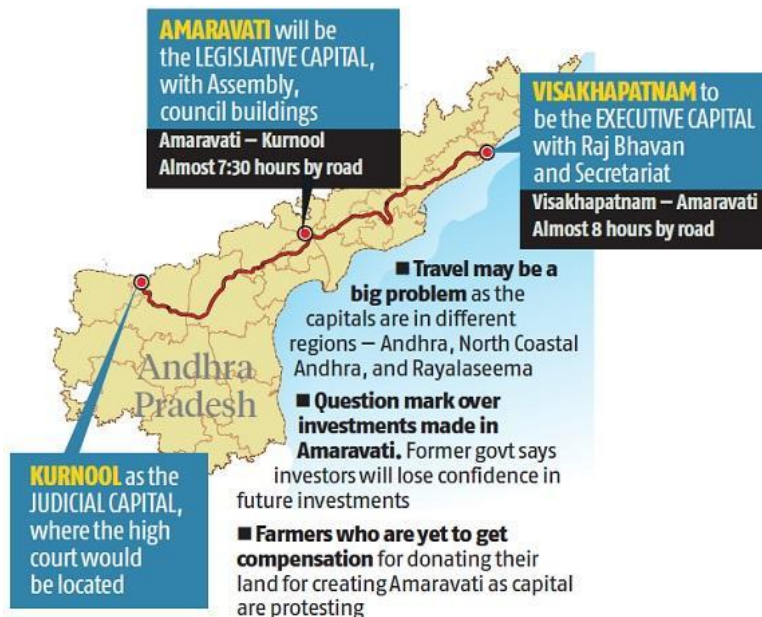 AMARAVATI will be
the LEGISLATIVE CAPITAL,
with Assembly,
council buildings
Amaravati – Kurnool
Almost 7:30 hours by road
VISAKHAPATNAM to
be the EXECUTIVE CAPITAL
with Raj Bhavan
and Secretariat
Visakhapatnam – Amaravati
Almost 8 hours by road
Andhra
Pradesh
KURNOOL as the
JUDICIAL CAPITAL,
where the high
court would
be located
■ Travel may be a
big problem as the
capitals are in different
regions – Andhra, North Coastal
Andhra, and Rayalaseema
■ Question mark over
investments made in
Amaravati. Former govt says
investors will lose confidence in
future investments
■ Farmers who are yet to get
compensation for donating their
land for creating Amaravati as capital
are protesting